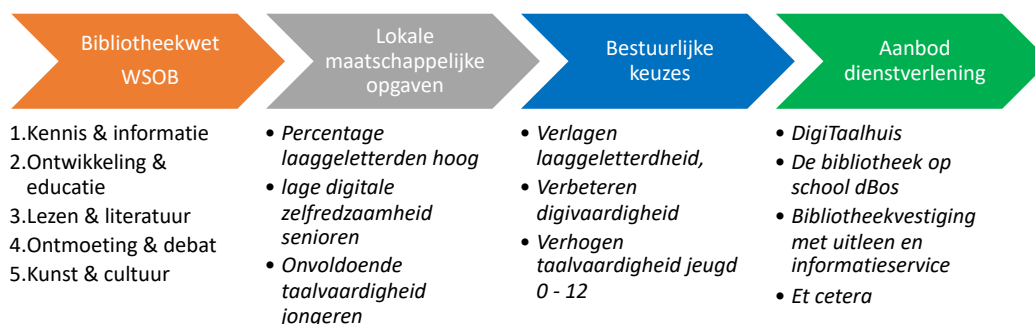 Bibliotheekwet
WSOB
1.Kennis & informatie
2.Ontwikkeling &
educatie
3.Lezen & literatuur
4.Ontmoeting & debat
5.Kunst & cultuur
Lokale
maatschappelijke
opgaven
• Percentage
laaggeletterden hoog
• lage digitale
zelfredzaamheid
senioren
• Onvoldoende
taalvaardigheid
jongeren
Bestuurlijke
keuzes
• Verlagen
laaggeletterdheid,
• Verbeteren
digivaardigheid
• Verhogen
taalvaardigheid jeugd
0 - 12
Aanbod
dienstverlening
• DigiTaalhuis
• De bibliotheek op
school dBos
• Bibliotheekvestiging
met uitleen en
informatieservice
• Et cetera